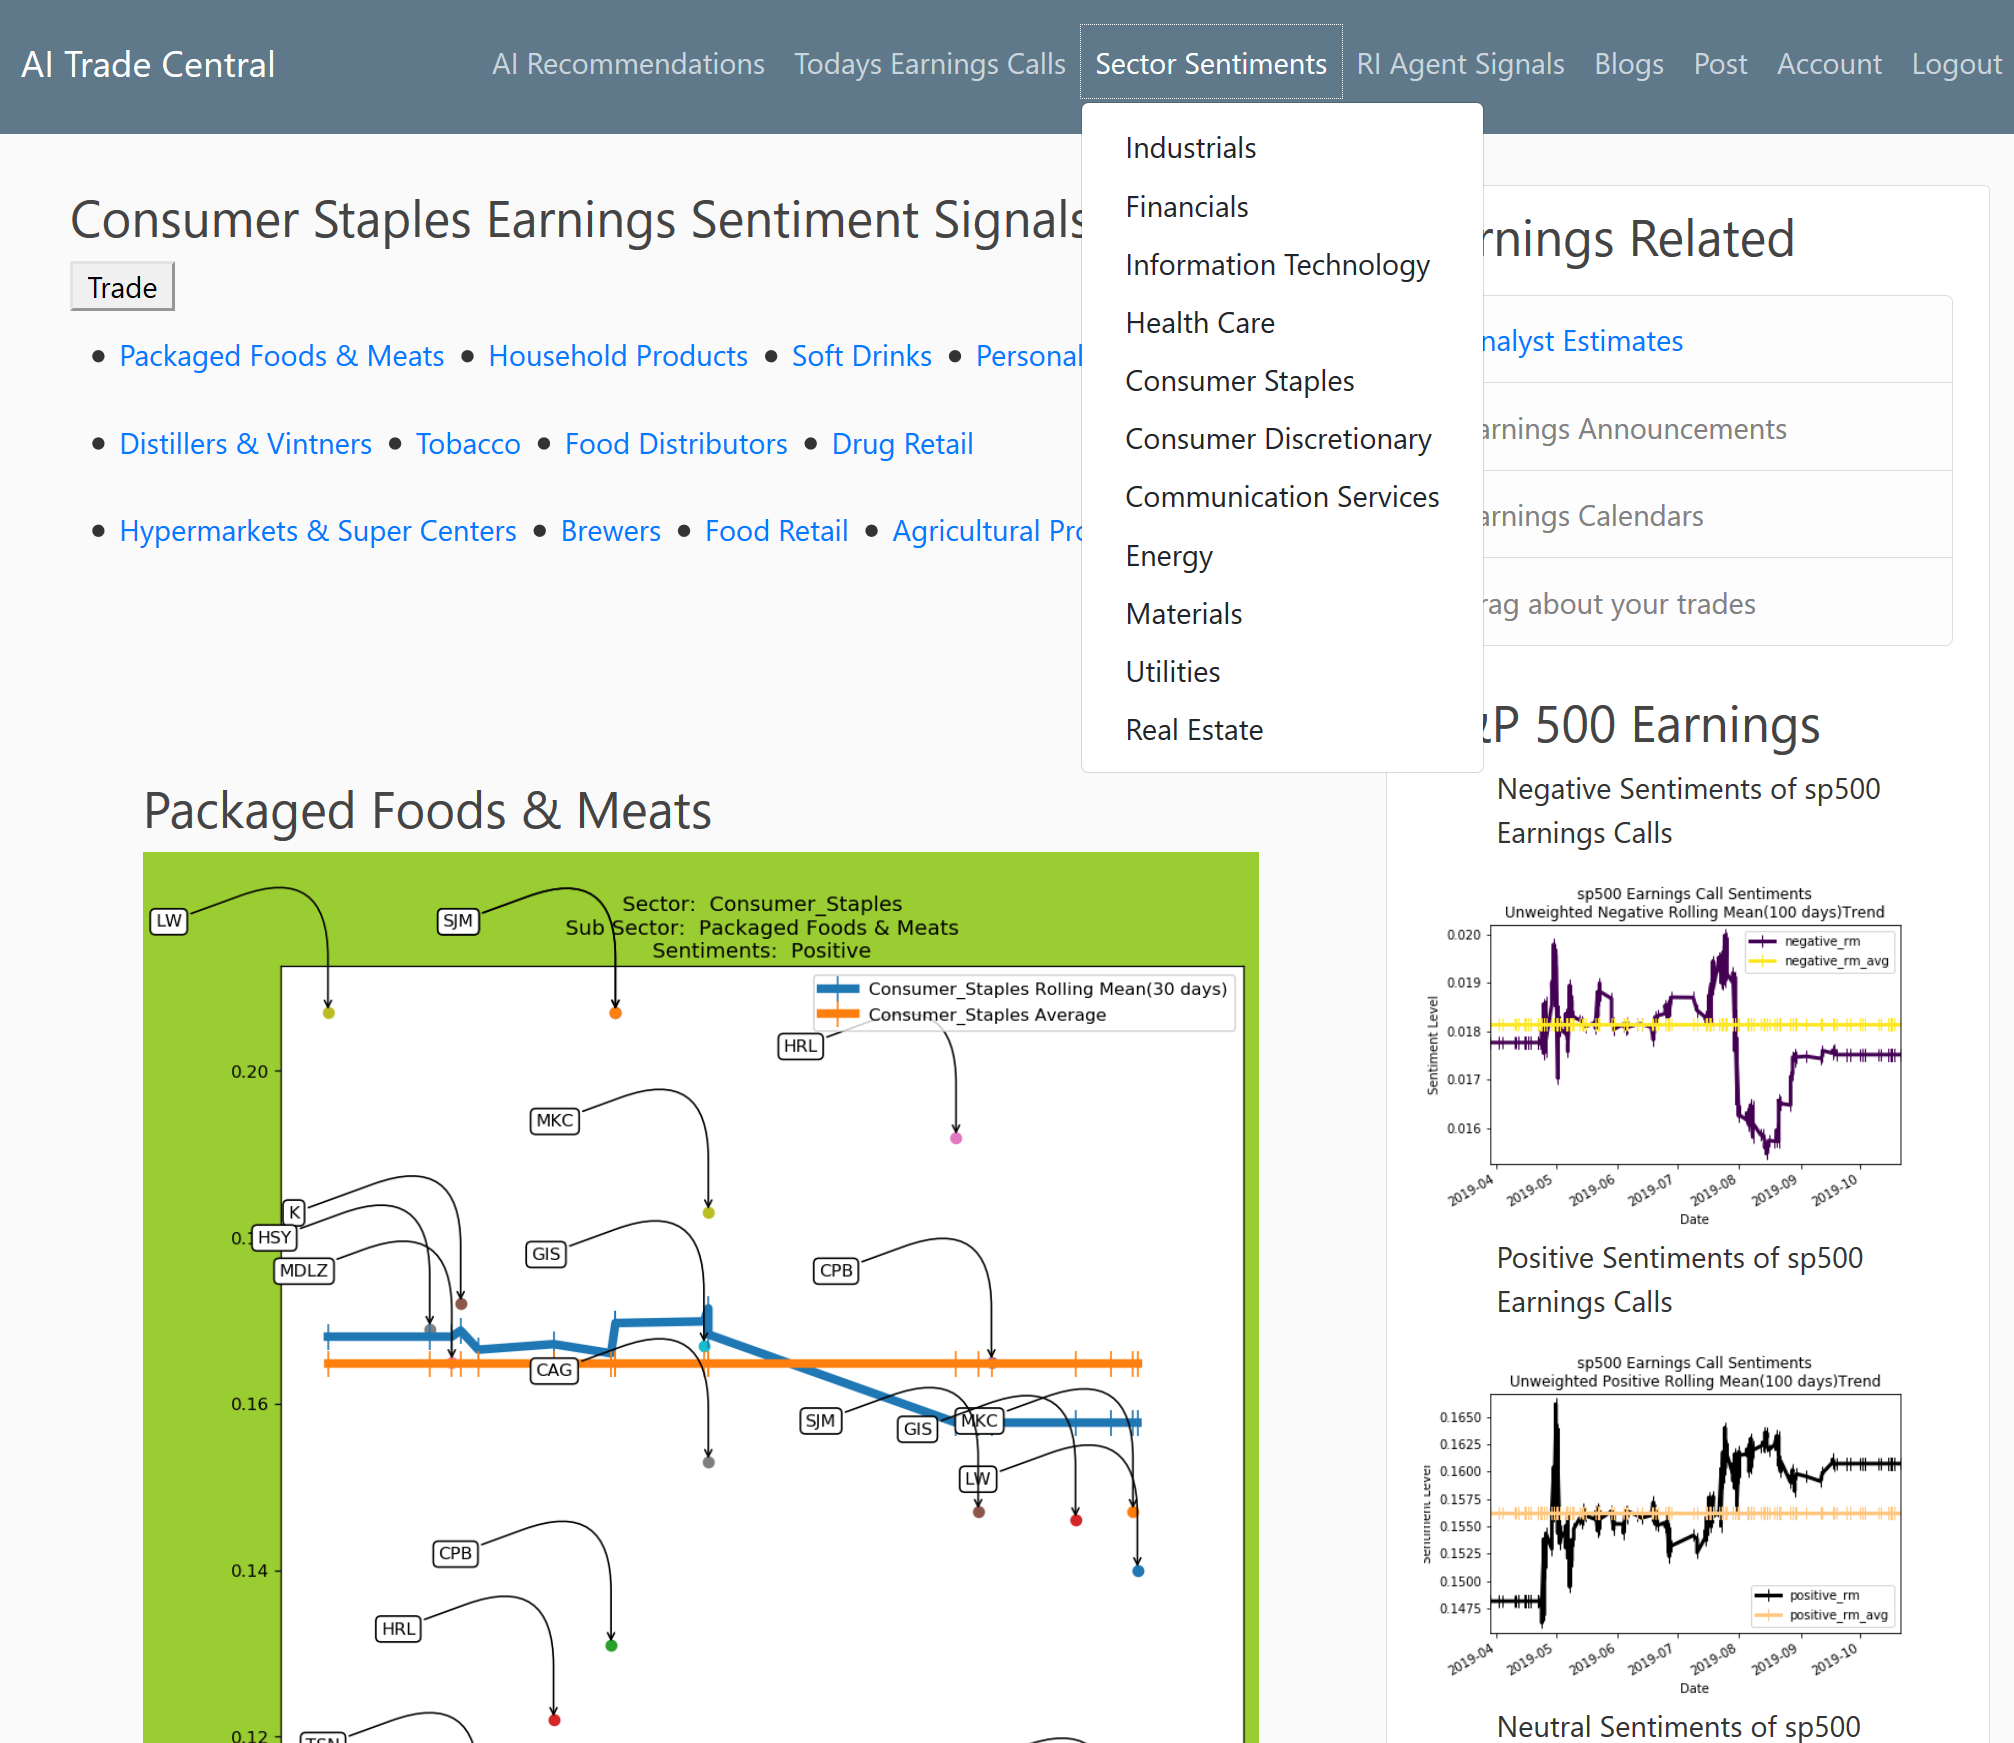 AI Trade Central
AI Recommendations Todays Earnings Calls Sector Sentiments RI Agent Signals Blogs Post Account Logout
Industrials
Financials
Information Technology
Health Care
Consumer Staples
Consumer Discretionary
Communication Services
Energy
Materials
Utilities
Real Estate
Consumer Staples Earnings Sentiment Signals
Trade
Packaged Foods & Meats Household Products Soft Drinks Personal
Distillers & Vintners Tobacco Food Distributors Drug Retail
Hypermarkets & Super Centers Brewers Food Retail Agricultural Pro
Packaged Foods & Meats
Sector: Consumer_Staples
Sub Sector: Packaged Foods & Meats
Sentiments: Positive
Consumer_Staples Rolling Mean(30 days)
Consumer_Staples Average
LW
SJM
HRL
0.20
MKC
K
0.1
HSY
GIS
MDLZ
CPB
CAG
0.16
SJM
GIS
MKC
LW
CPB
0.14
HRL
0.12
TSN
rnings Related
nalyst Estimates
arnings Announcements
arnings Calendars
rag about your trades
P 500 Earnings
Negative Sentiments of sp500
Earnings Calls
sp500 Earnings Call Sentiments
Unweighted Negative Rolling Mean(100 days)Trend
negative_rm
negative_rm_avg
0.020
0.019
0.018
0.017
0.016
Sentiment Level
2019-04 2019-05 2019-06 2019-07 2019-08 2019-09 2019-10
Date
Positive Sentiments of sp500
Earnings Calls
sp500 Earnings Call Sentiments
Unweighted Positive Rolling Mean(100 days)Trend
0.1650
0.1625
0.1600
0.1575
0.1550
0.1525
0.1500
0.1475
Sentiment Level
positive_rm
positive_rm_avg
2019-04 2019-05 2019-06 2019-07 2019-08 2019-09 2019-10
Date
Neutral Sentiments of sp500